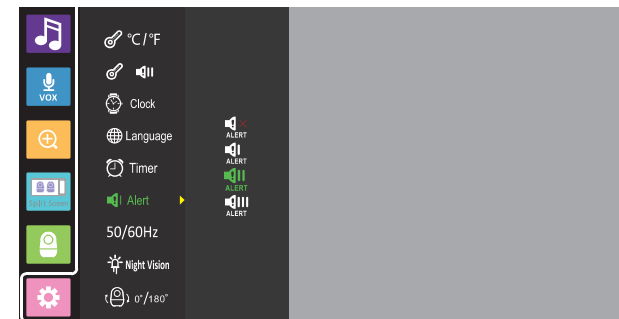 VOX
Split Screen
°C/°F
Clock
Language
Timer
Alert
50/60Hz
Night Vision
0°/180°
ALERT
ALERT
ALERT
ALERT